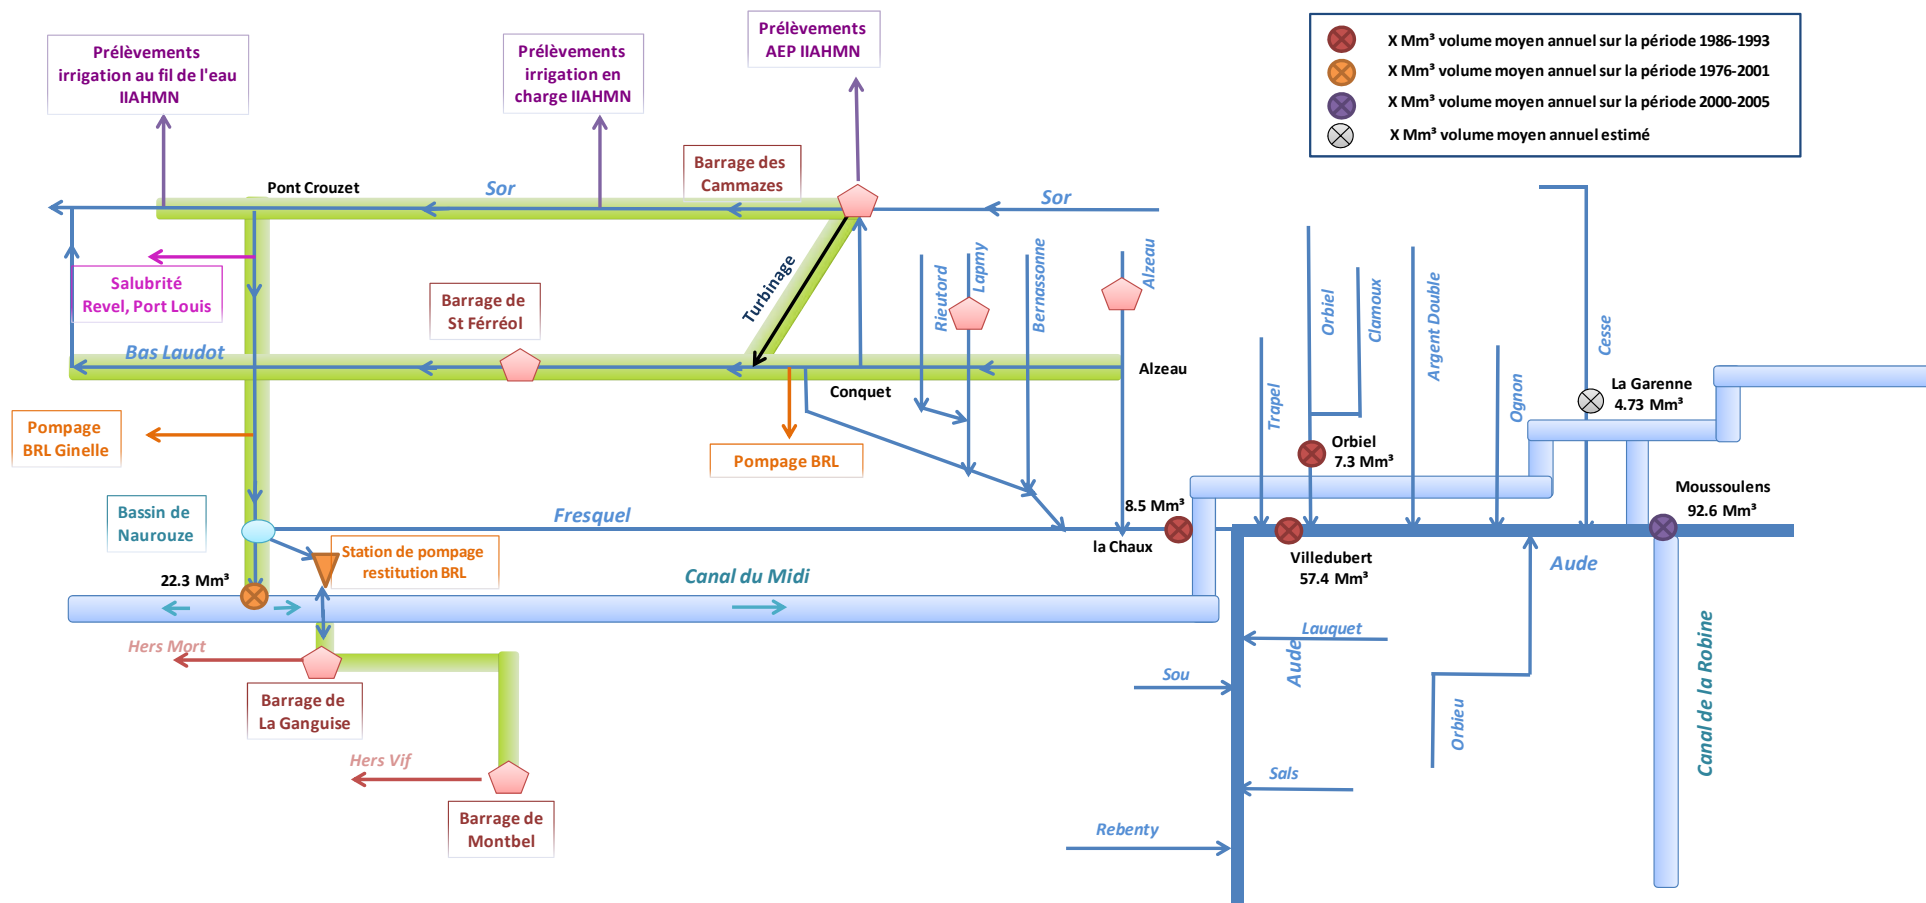 Prélèvements
irrigation au fil de l'eau
IIAHMN
Prélèvements
irrigation en
charge IIAHMN
Prélèvements
AEP IIAHMN
X Mm³ volume moyen annuel sur la période 1986-1993
X Mm³ volume moyen annuel sur la période 1976-2001
X Mm³ volume moyen annuel sur la période 2000-2005
X Mm³ volume moyen annuel estimé
Barrage des
Cammazes
Pont Crouzet
Sor
Sor
Salubrité
Revel, Port Louis
Barrage de
St Férréol
Turbinage
Rieutord
Lapmy
Bernassonne
Alzeau
Orbiel
Clamoux
Argent Double
Cesse
Bas Laudot
Conquet
Alzeau
Trapel
Ognon
La Garenne
4.73 Mm³
Pompage
BRL Ginelle
Pompage BRL
Orbiel
7.3 Mm³
Bassin de
Naurouze
Fresquel
8.5 Mm³
la Chaux
Moussoulens
92.6 Mm³
Station de pompage
restitution BRL
Villedubert
57.4 Mm³
Aude
22.3 Mm³
Canal du Midi
Hers Mort
Lauquet
Aude
Sou
Barrage de
La Ganguise
Orbieu
Canal de la Robine
Hers Vif
Sals
Barrage de
Montbel
Rebenty